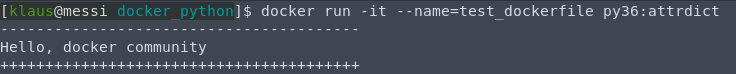 [klaus@messi docker_python]$ docker run -it --name=test_dockerfile py36:attrdict
----------------------------------------
Hello, docker community
++++++++++++++++++++++++++++++++++++++++